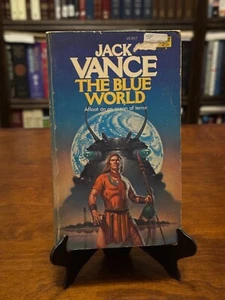 JACK
VANCE
THE BLUE
WORLD
Afloat on an ocean of terror